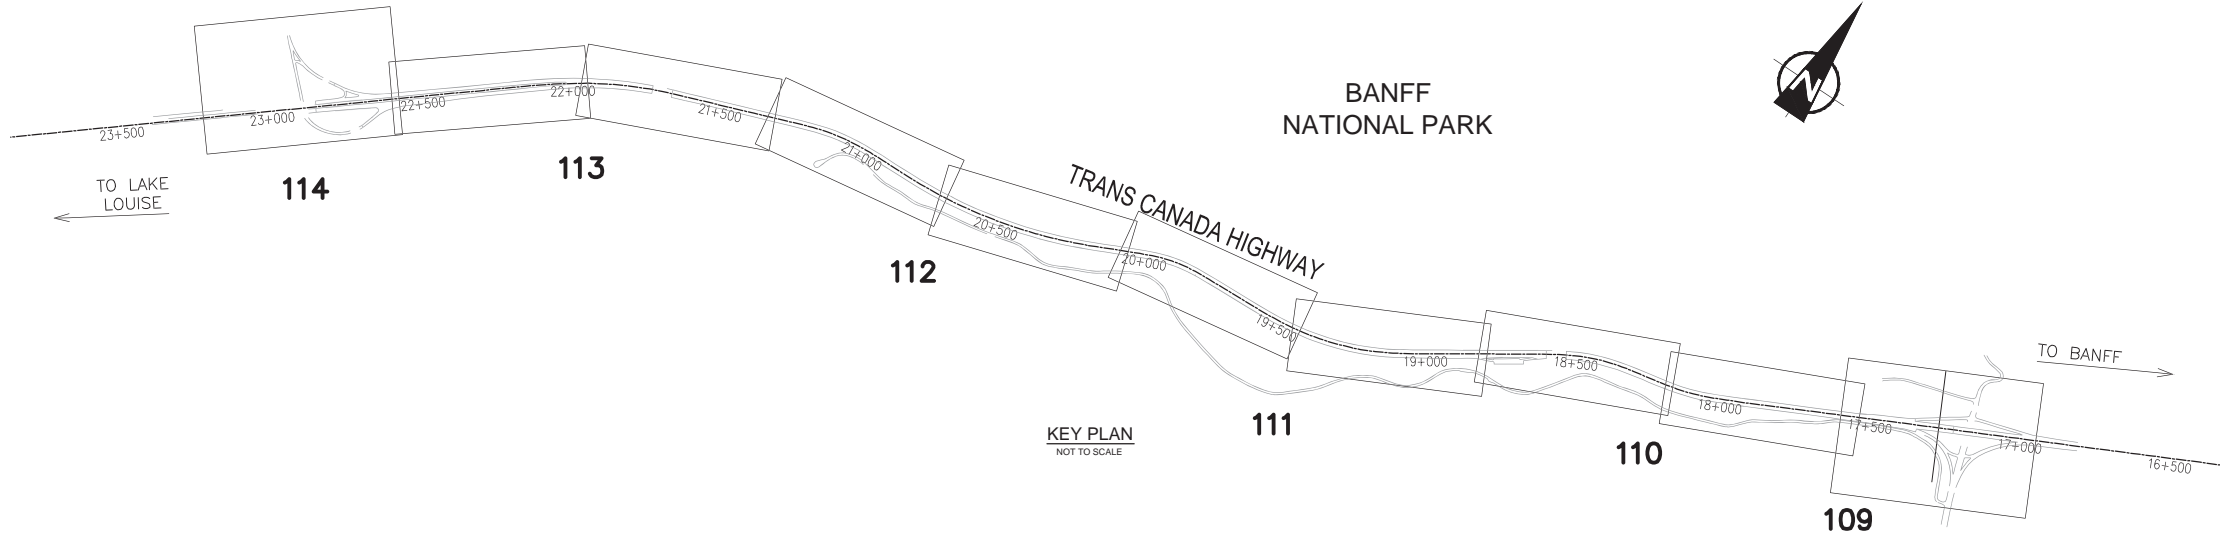 BANFF
NATIONAL PARK
N
TRANS CANADA HIGHWAY
23+500
23+000
22+500
22+000
21+500
21+000
20+500
20+000
19+500
19+000
18+500
18+000
17+500
17+000
16+500
TO LAKE
LOUISE
TO BANFF
114
113
112
111
110
109
KEY PLAN
NOT TO SCALE